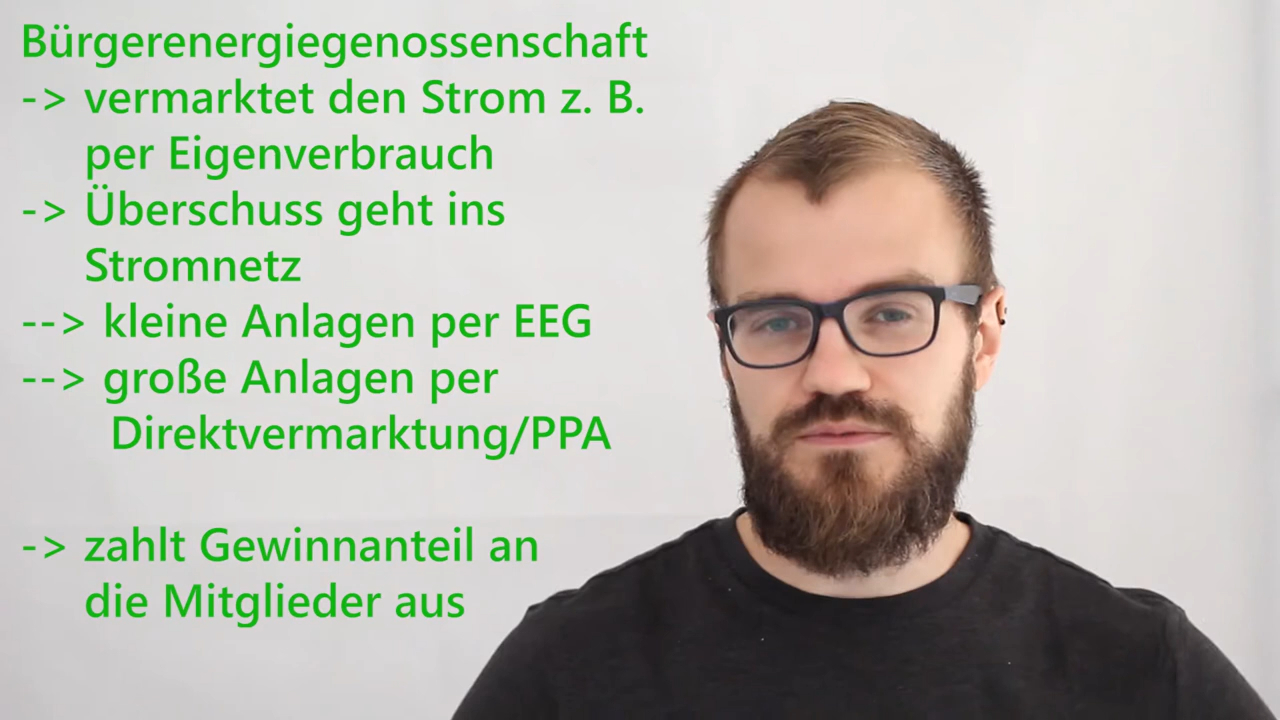 Bürgerenergiegenossenschaft
-> vermarktet den Strom z. B.
per Eigenverbrauch
-> Überschuss geht ins
Stromnetz
--> kleine Anlagen per EEG
--> große Anlagen per
Direktvermarktung/PPA
-> zahlt Gewinnanteil an
die Mitglieder aus